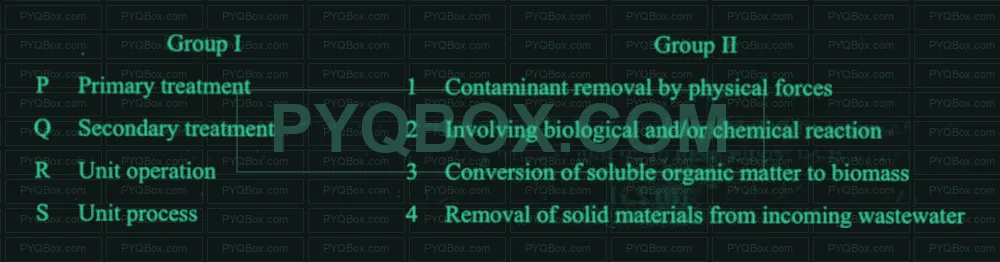 Group I Group II
P Primary treatment 1 Contaminant removal by physical forces
Q Secondary treatment 2 Involving biological and/or chemical reaction
R Unit operation 3 Conversion of soluble organic matter to biomass
S Unit process 4 Removal of solid materials from incoming wastewater
PYQBOX.COM